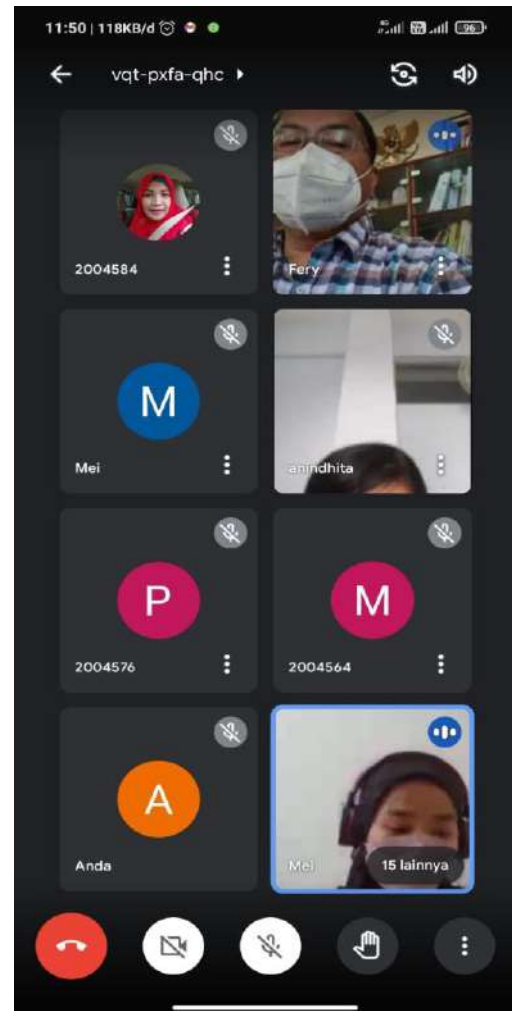 11:50 | 118KB/d
96
vqt-pxfa-qhc
2004584
Fery
M
Mei
anindhita
P
2004576
M
2004564
A
Anda
Mei
15 lainnya